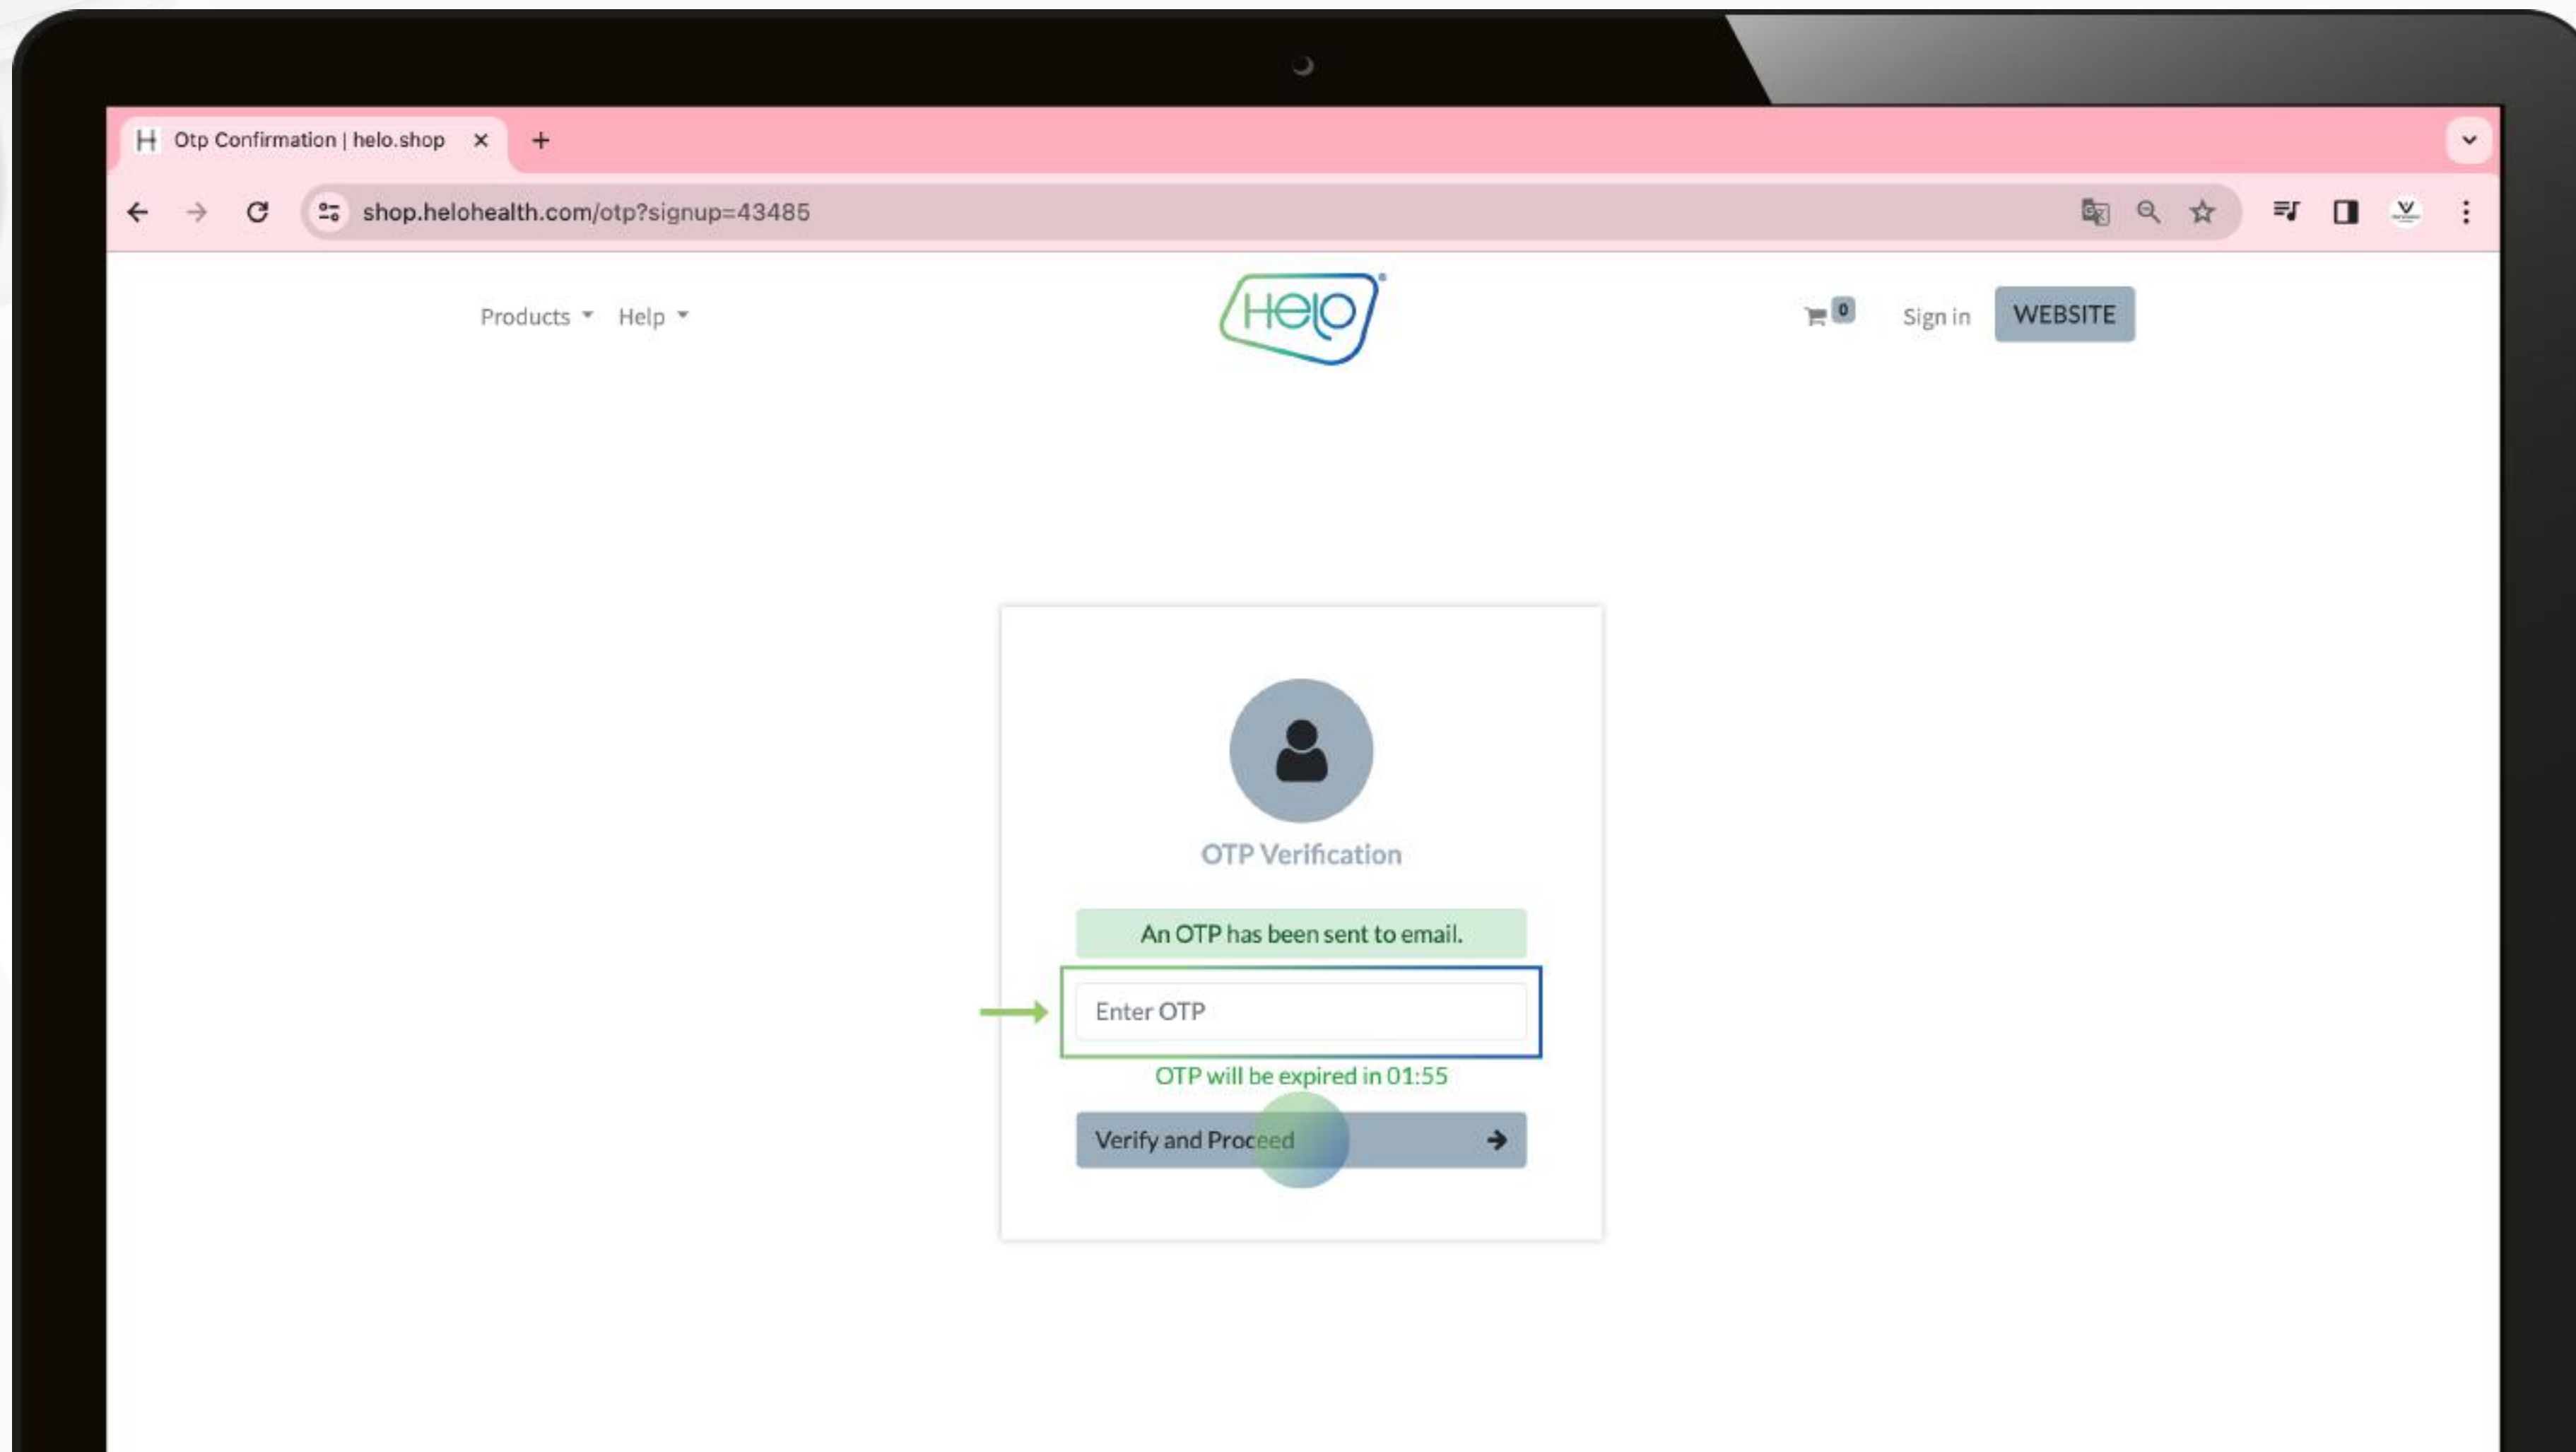 Otp Confirmation | helo.shop
shop.helohealth.com/otp?signup=43485
Products Help
Helo
0 Sign in WEBSITE
OTP Verification
An OTP has been sent to email.
Enter OTP
OTP will be expired in 01:55
Verify and Proceed